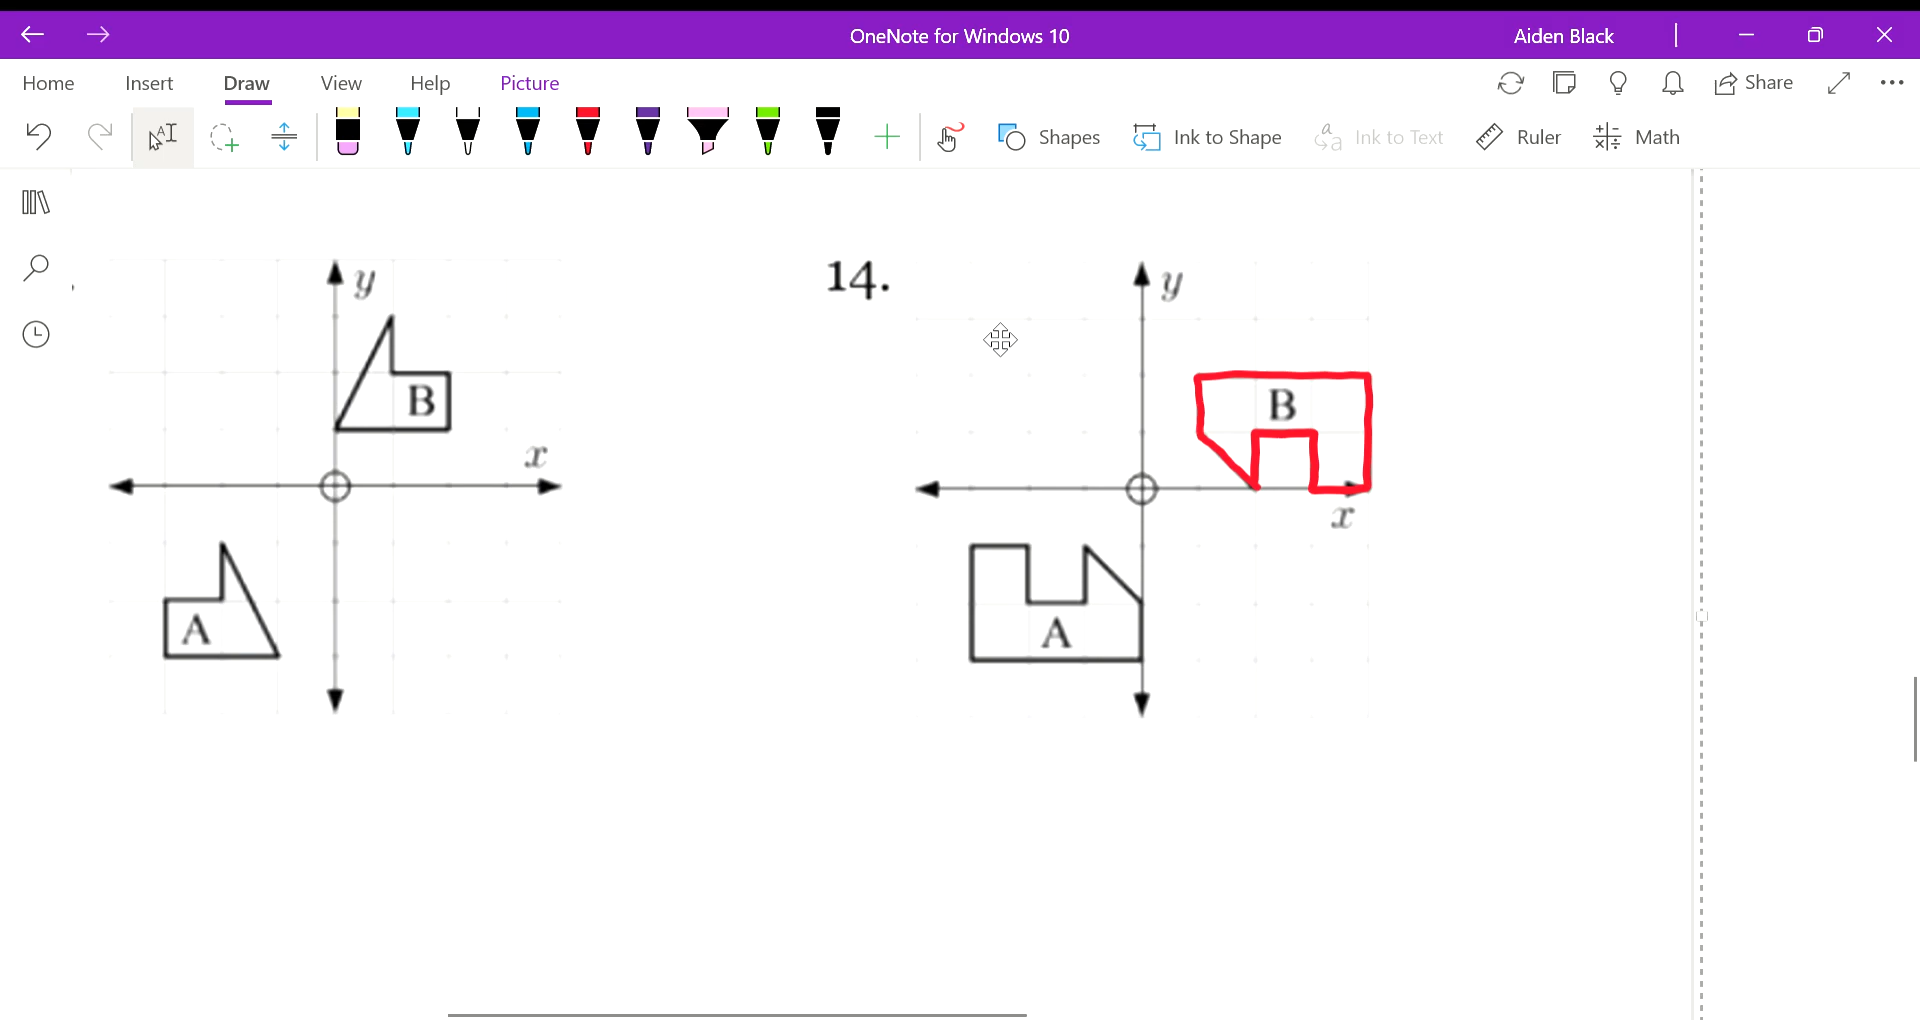 OneNote for Windows 10
Aiden Black
Home Insert Draw View Help Picture
Share
Shapes Ink to Shape Ink to Text Ruler Math
y
B
x
A
14.
y
B
x
A